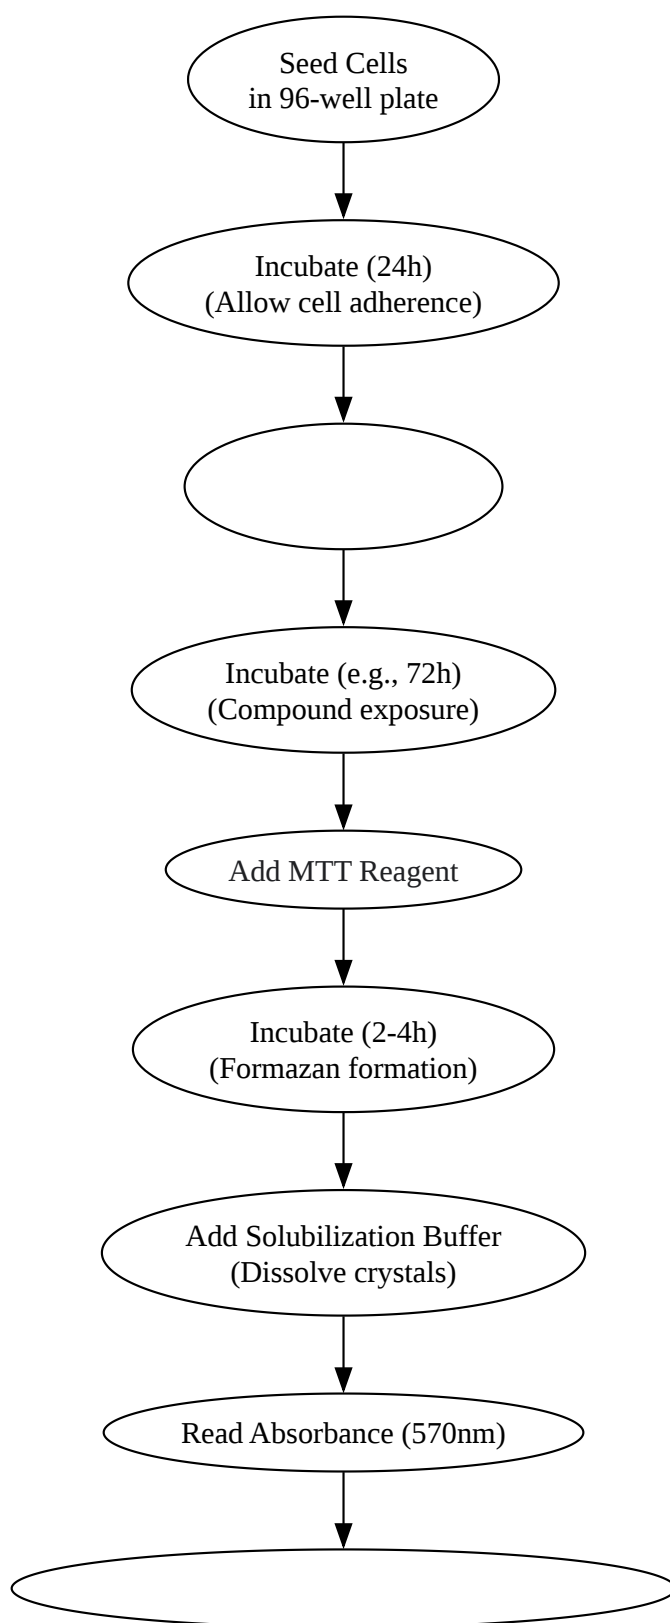 Seed Cells
in 96-well plate
Incubate (24h)
(Allow cell adherence)
Incubate (e.g., 72h)
(Compound exposure)
Add MTT Reagent
Incubate (2-4h)
(Formazan formation)
Add Solubilization Buffer
(Dissolve crystals)
Read Absorbance (570nm)